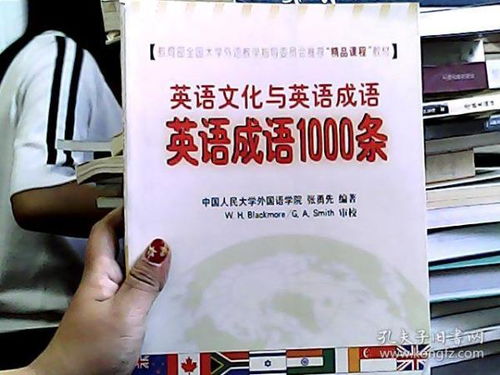 【教育部全国大学外语教学指导委员会推荐“精品课程”教材】
英语文化与英语成语
英语成语1000条
中国人民大学外国语学院 张勇先 编著
W. H. Blackmore/G. A. Smith 审校
孔夫子旧书网
www.kongfz.com